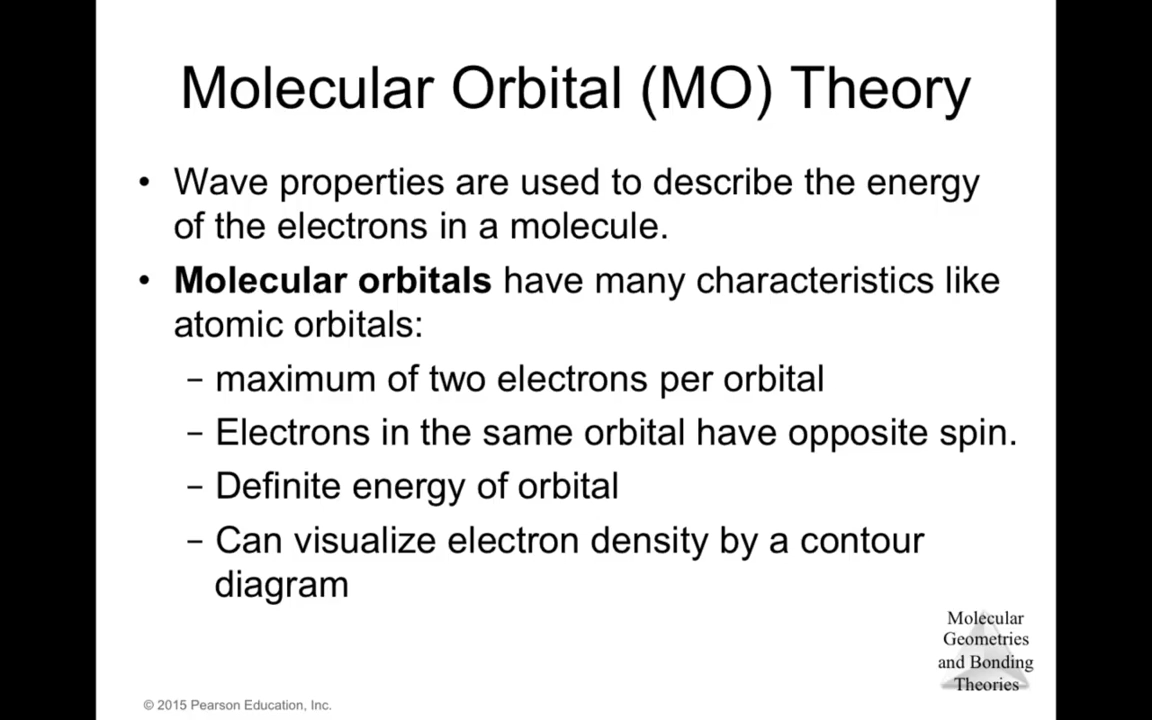 Molecular Orbital (MO) Theory
• Wave properties are used to describe the energy
of the electrons in a molecule.
• Molecular orbitals have many characteristics like
atomic orbitals:
– maximum of two electrons per orbital
– Electrons in the same orbital have opposite spin.
– Definite energy of orbital
– Can visualize electron density by a contour
diagram
Molecular
Geometries
and Bonding
Theories
© 2015 Pearson Education, Inc.